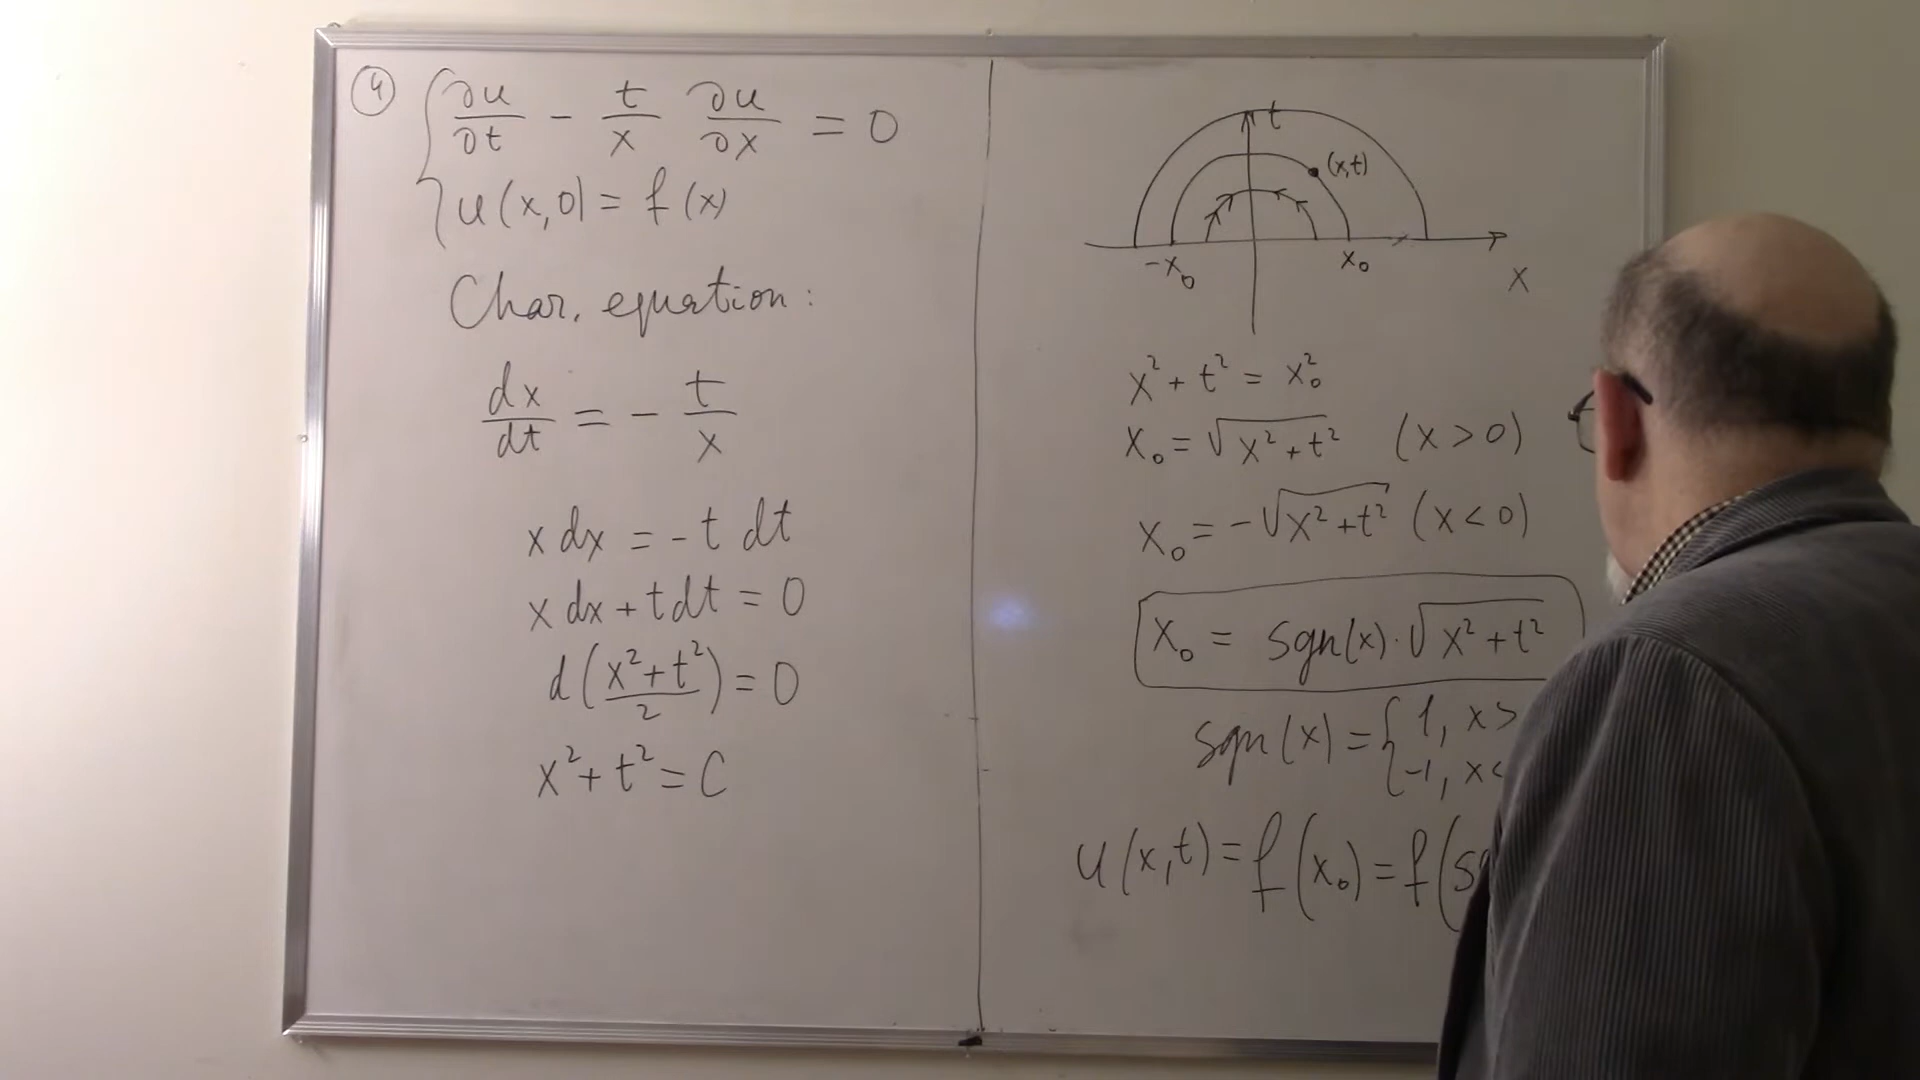 ④ { ∂u/∂t - t/x ∂u/∂x = 0
u(x,0) = f(x)
Char. equation:
dx/dt = - t/x
x dx = - t dt
x dx + t dt = 0
d((x² + t²)/2) = 0
x² + t² = C
t
(x,t)
-x₀
x₀
x
x² + t² = x₀²
x₀ = √(x² + t²) (x > 0)
x₀ = -√(x² + t²) (x < 0)
x₀ = sgn(x)·√(x² + t²)
sgn(x) = { 1, x >
-1, x <
u(x,t) = f(x₀) = f(